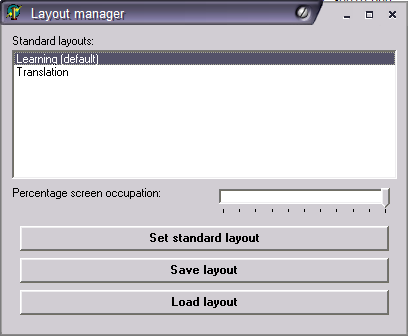 Layout manager
Standard layouts:
Learning (default)
Translation
Percentage screen occupation:
Set standard layout
Save layout
Load layout